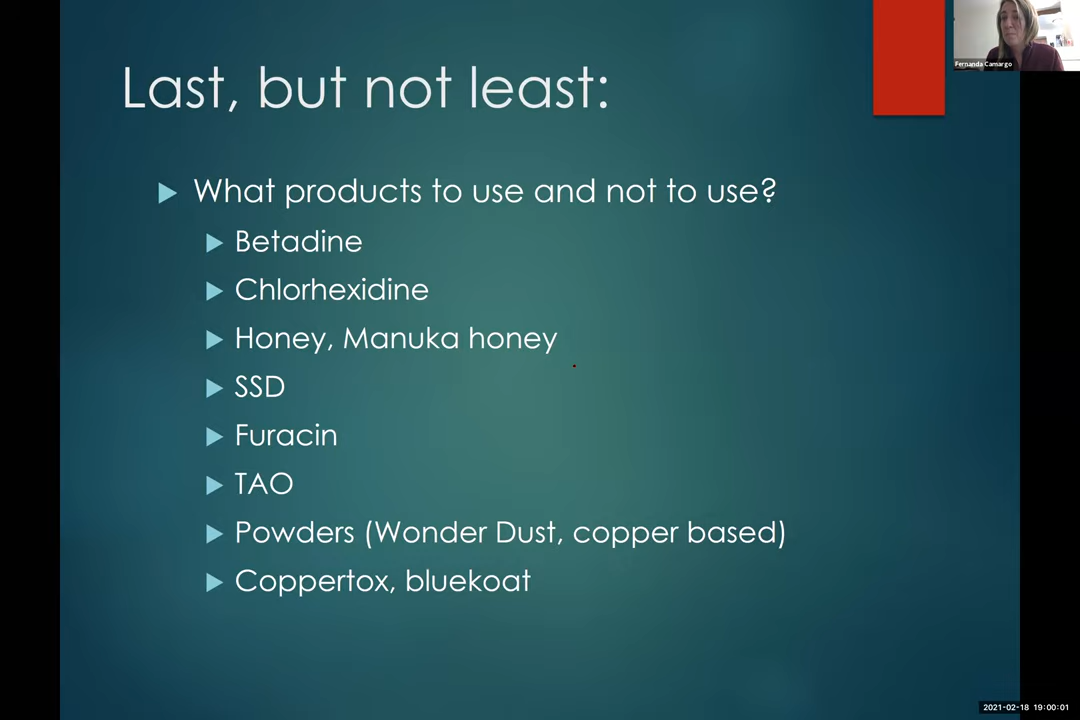 Fernanda Camargo
Last, but not least:
What products to use and not to use?
Betadine
Chlorhexidine
Honey, Manuka honey
SSD
Furacin
TAO
Powders (Wonder Dust, copper based)
Coppertox, bluekoat
2021-02-18 19:00:01